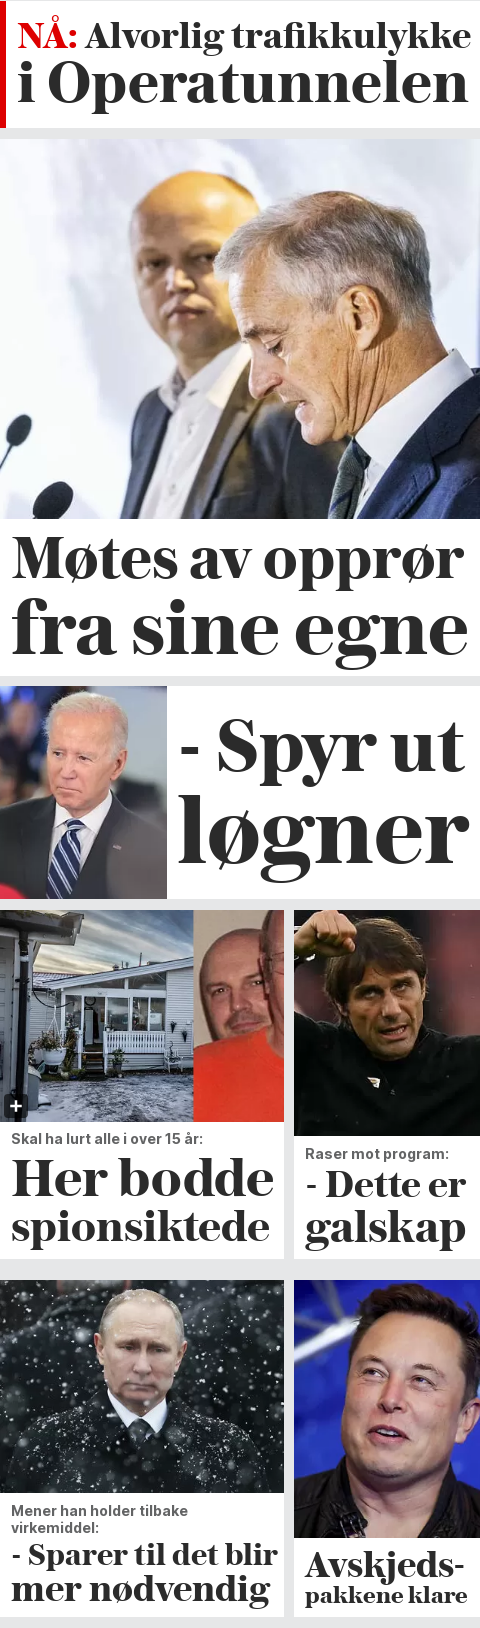 NÅ: Alvorlig trafikkulykke
i Operatunnelen
Møtes av opprør
fra sine egne
- Spyr ut
løgner
Skal ha lurt alle i over 15 år:
Her bodde
spionsiktede
Raser mot program:
- Dette er
galskap
Mener han holder tilbake
virkemiddel:
- Sparer til det blir
mer nødvendig
Avskjeds-
pakkene klare